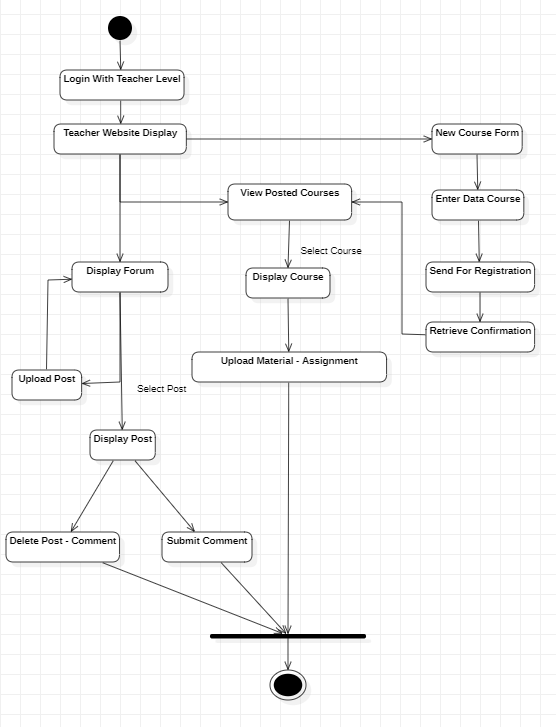 Login With Teacher Level
Teacher Website Display
New Course Form
View Posted Courses
Enter Data Course
Select Course
Display Forum
Display Course
Send For Registration
Retrieve Confirmation
Upload Material - Assignment
Upload Post
Select Post
Display Post
Delete Post - Comment
Submit Comment